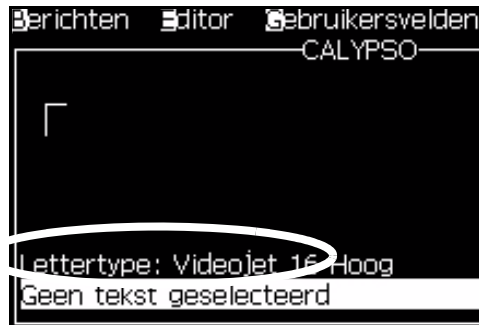 Berichten Editor Gebruikersvelden
CALYPSO
Lettertype: Videojet 16 Hoog
Geen tekst geselecteerd